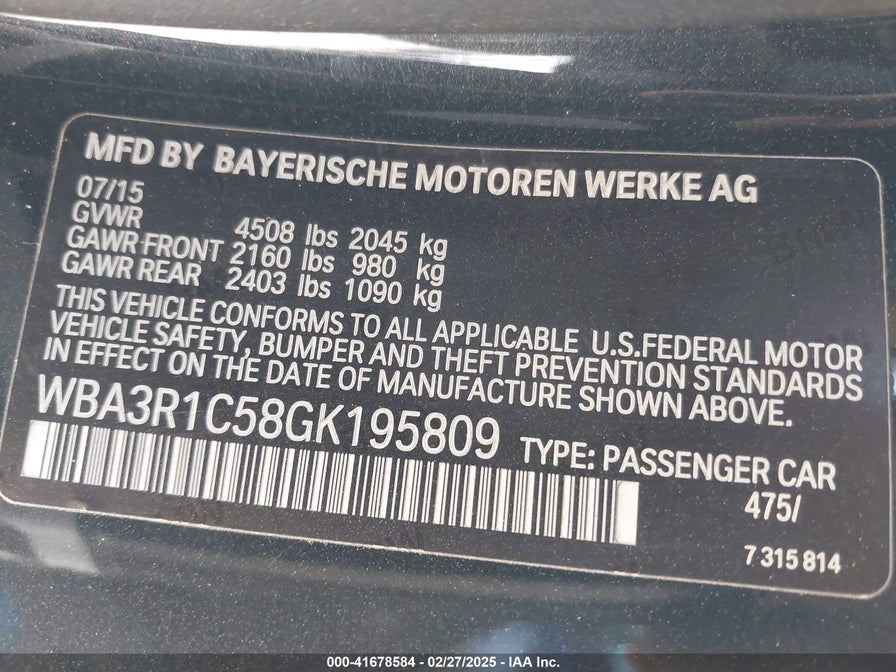 MFD BY BAYERISCHE MOTOREN WERKE AG
07/15
GVWR 4508 lbs 2045 kg
GAWR FRONT 2160 lbs 980 kg
GAWR REAR 2403 lbs 1090 kg
THIS VEHICLE CONFORMS TO ALL APPLICABLE U.S.FEDERAL MOTOR
VEHICLE SAFETY, BUMPER AND THEFT PREVENTION STANDARDS
IN EFFECT ON THE DATE OF MANUFACTURE SHOWN ABOVE.
WBA3R1C58GK195809 TYPE: PASSENGER CAR
475/
7 315 814
000-41678584 - 02/27/2025 - IAA Inc.